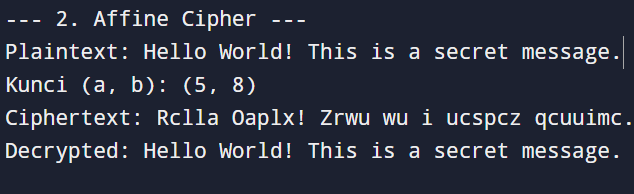 --- 2. Affine Cipher ---
Plaintext: Hello World! This is a secret message.
Kunci (a, b): (5, 8)
Ciphertext: Rclla Oaplx! Zrwu wu i ucspcz qcuuimc.
Decrypted: Hello World! This is a secret message.